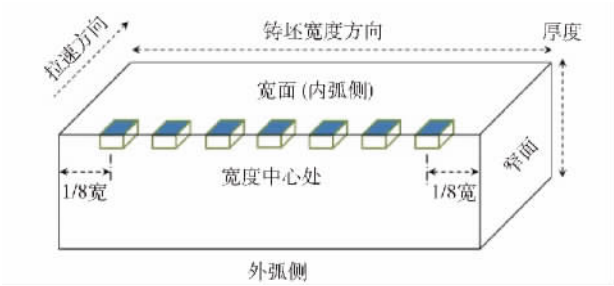 铸坯宽度方向
厚度
拉速方向
宽面(内弧侧)
窄面
宽度中心处
1/8宽
1/8宽
外弧侧